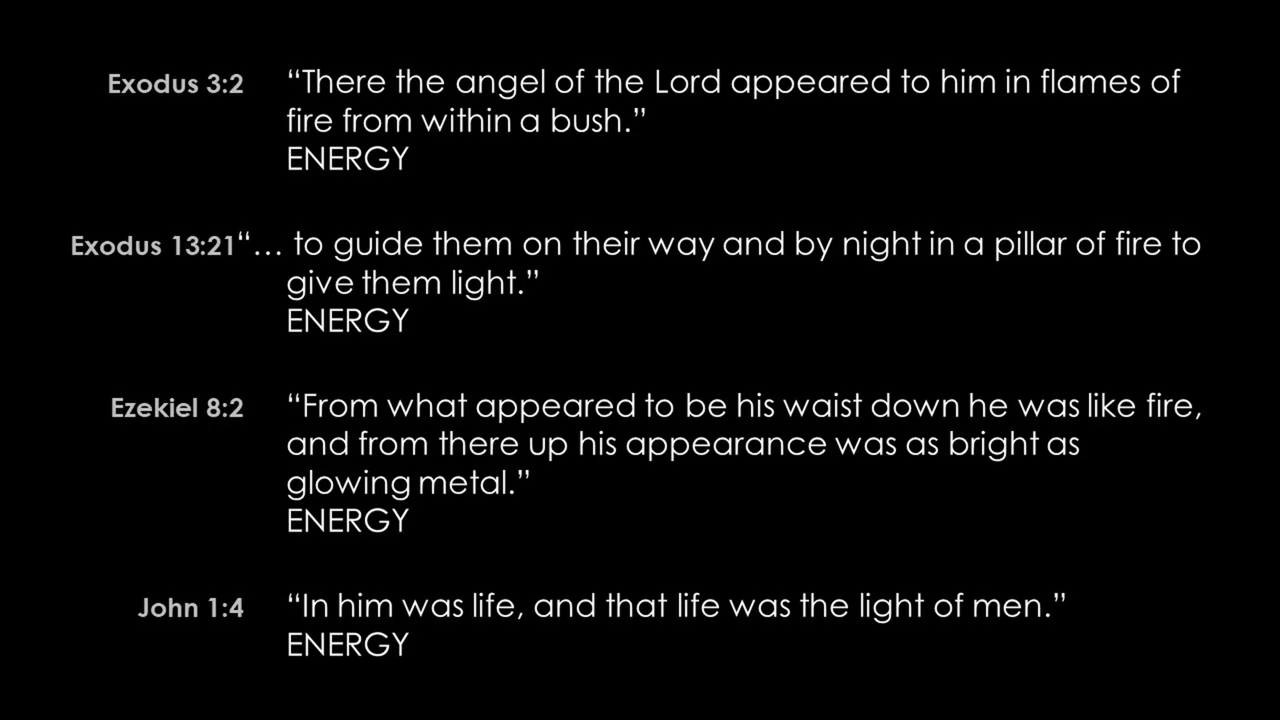 Exodus 3:2 “There the angel of the Lord appeared to him in flames of
fire from within a bush.”
ENERGY
Exodus 13:21“… to guide them on their way and by night in a pillar of fire to
give them light.”
ENERGY
Ezekiel 8:2 “From what appeared to be his waist down he was like fire,
and from there up his appearance was as bright as
glowing metal.”
ENERGY
John 1:4 “In him was life, and that life was the light of men.”
ENERGY